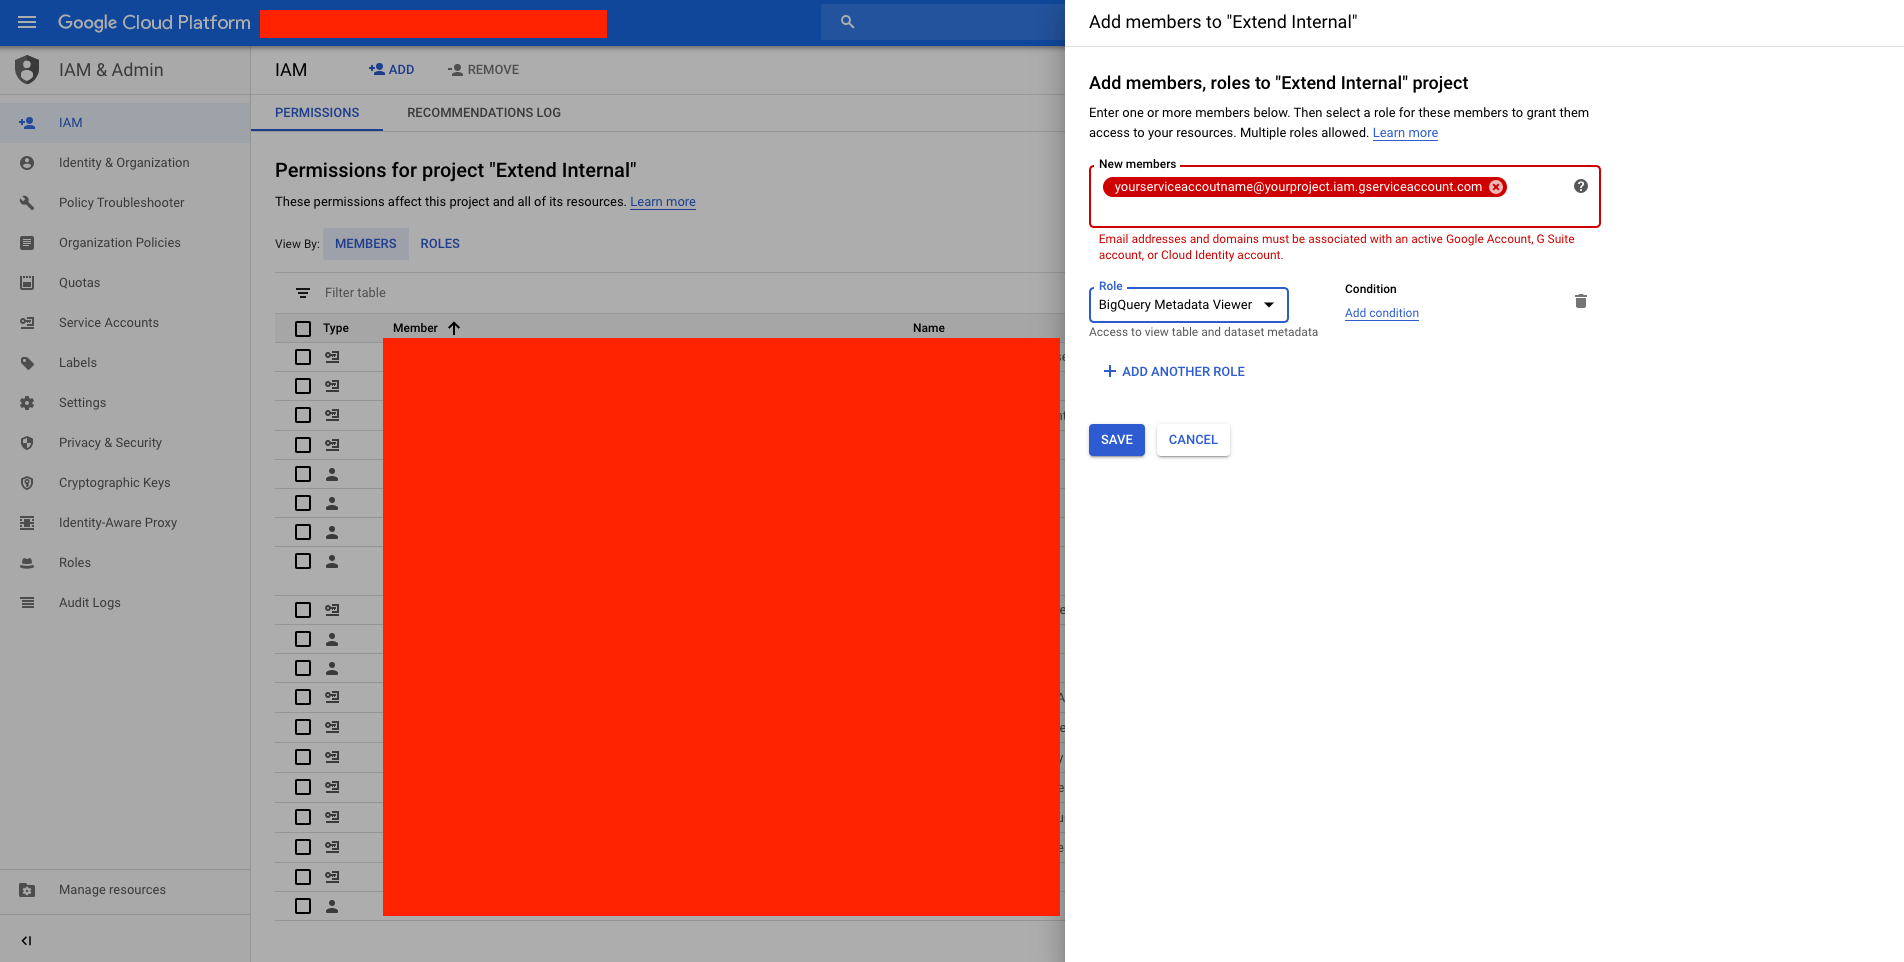 Google Cloud Platform
IAM & Admin
IAM
Identity & Organization
Policy Troubleshooter
Organization Policies
Quotas
Service Accounts
Labels
Settings
Privacy & Security
Cryptographic Keys
Identity-Aware Proxy
Roles
Audit Logs
Manage resources
IAM
ADD
REMOVE
PERMISSIONS
RECOMMENDATIONS LOG
Permissions for project "Extend Internal"
These permissions affect this project and all of its resources. Learn more
View By: MEMBERS ROLES
Filter table
Type Member Name
Add members to "Extend Internal"
Add members, roles to "Extend Internal" project
Enter one or more members below. Then select a role for these members to grant them
access to your resources. Multiple roles allowed. Learn more
New members
yourserviceaccoutname@yourproject.iam.gserviceaccount.com
Email addresses and domains must be associated with an active Google Account, G Suite
account, or Cloud Identity account.
Role
BigQuery Metadata Viewer
Access to view table and dataset metadata
Condition
Add condition
ADD ANOTHER ROLE
SAVE
CANCEL